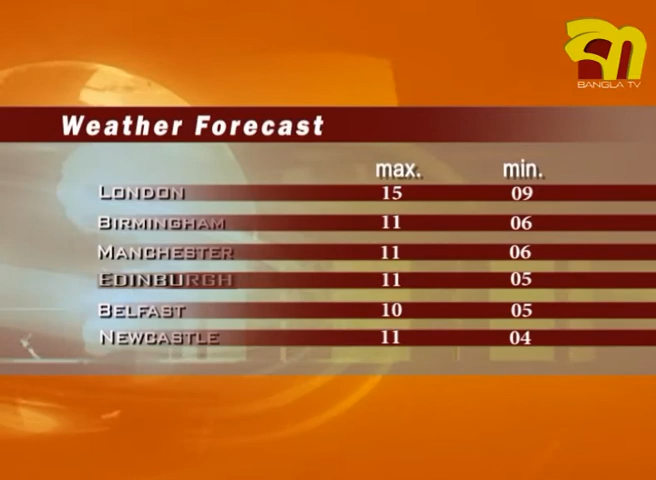 BANGLA TV
Weather Forecast
max. min.
LONDON 15 09
BIRMINGHAM 11 06
MANCHESTER 11 06
EDINBURGH 11 05
BELFAST 10 05
NEWCASTLE 11 04